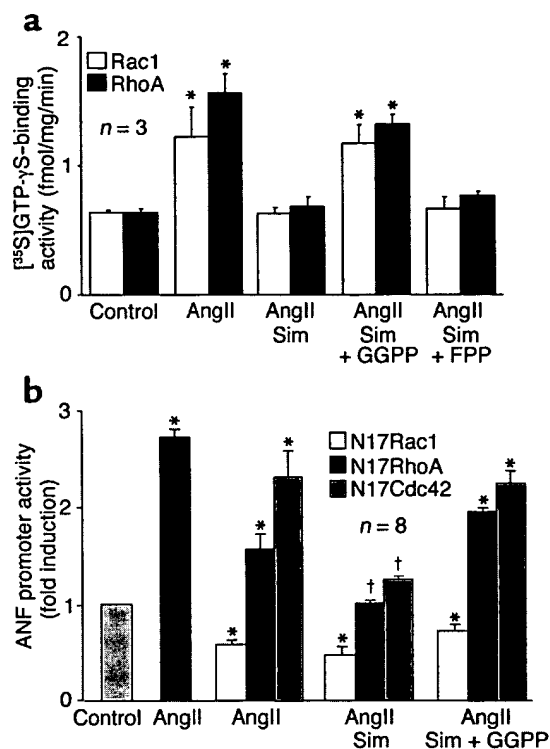 a
[³⁵S]GTP-γS-binding
activity (fmol/mg/min)
2
1
0
Rac1
RhoA
n = 3
* * * *
Control AngII AngII AngII AngII
Sim Sim Sim
+ GGPP + FPP
b
ANF promoter activity
(fold induction)
3
2
1
0
N17Rac1
N17RhoA
N17Cdc42
n = 8
* * * * * † † * * *
Control AngII AngII AngII AngII
Sim Sim + GGPP